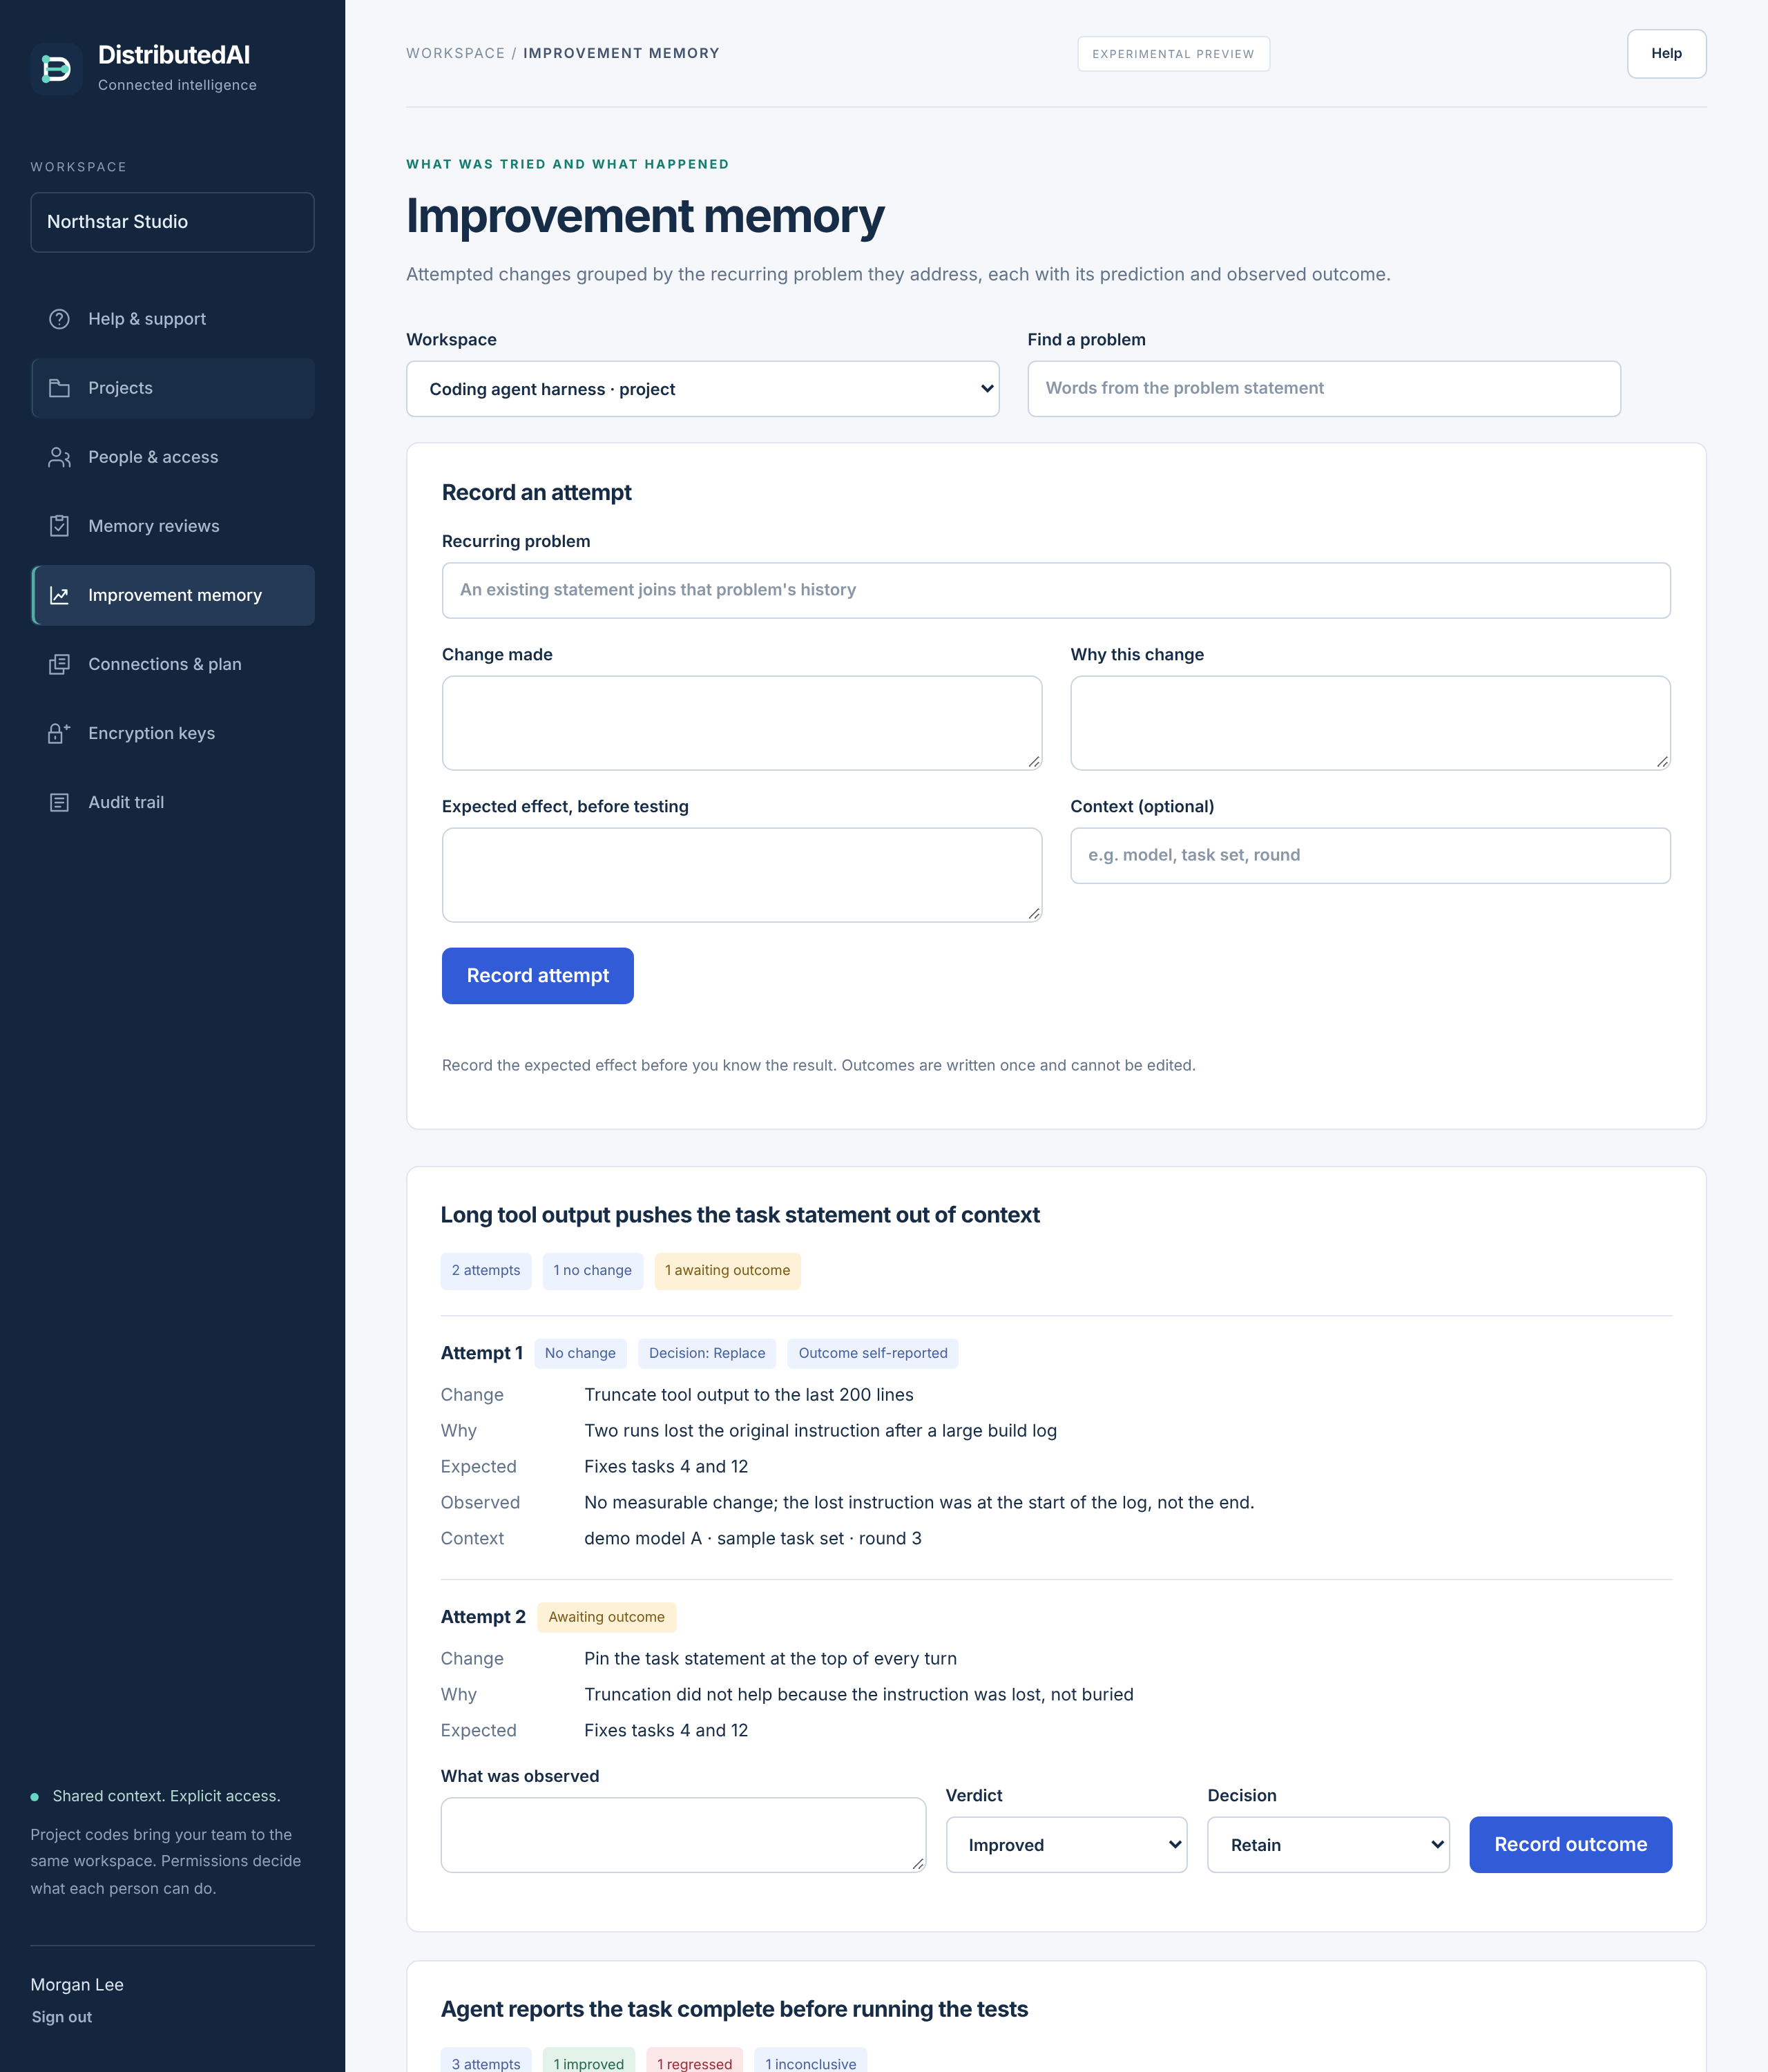 DistributedAI
Connected intelligence
WORKSPACE
Northstar Studio
Help & support
Projects
People & access
Memory reviews
Improvement memory
Connections & plan
Encryption keys
Audit trail
Shared context. Explicit access.
Project codes bring your team to the
same workspace. Permissions decide
what each person can do.
Morgan Lee
Sign out
WORKSPACE / IMPROVEMENT MEMORY
EXPERIMENTAL PREVIEW
Help
WHAT WAS TRIED AND WHAT HAPPENED
Improvement memory
Attempted changes grouped by the recurring problem they address, each with its prediction and observed outcome.
Workspace
Coding agent harness · project
Find a problem
Words from the problem statement
Record an attempt
Recurring problem
An existing statement joins that problem's history
Change made
Why this change
Expected effect, before testing
Context (optional)
e.g. model, task set, round
Record attempt
Record the expected effect before you know the result. Outcomes are written once and cannot be edited.
Long tool output pushes the task statement out of context
2 attempts 1 no change 1 awaiting outcome
Attempt 1 No change Decision: Replace Outcome self-reported
Change Truncate tool output to the last 200 lines
Why Two runs lost the original instruction after a large build log
Expected Fixes tasks 4 and 12
Observed No measurable change; the lost instruction was at the start of the log, not the end.
Context demo model A · sample task set · round 3
Attempt 2 Awaiting outcome
Change Pin the task statement at the top of every turn
Why Truncation did not help because the instruction was lost, not buried
Expected Fixes tasks 4 and 12
What was observed
Verdict
Improved
Decision
Retain
Record outcome
Agent reports the task complete before running the tests
3 attempts 1 improved 1 regressed 1 inconclusive